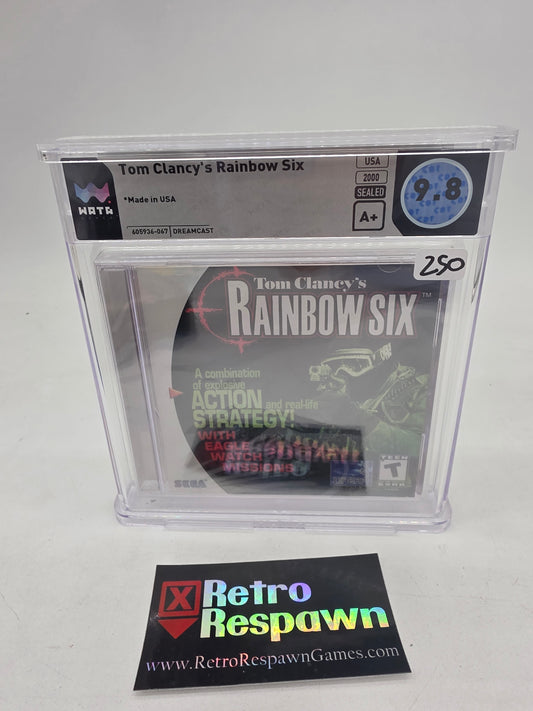 WATA
Tom Clancy's Rainbow Six
*Made in USA
605936-067 DREAMCAST
USA
2000
SEALED
A+
9.8
250
Tom Clancy's
RAINBOW SIX™
A combination
of explosive
ACTION and real-life
STRATEGY!
WITH
EAGLE
WATCH
MISSIONS
SEGA
TEEN
T
Retro
Respawn
www.RetroRespawnGames.com